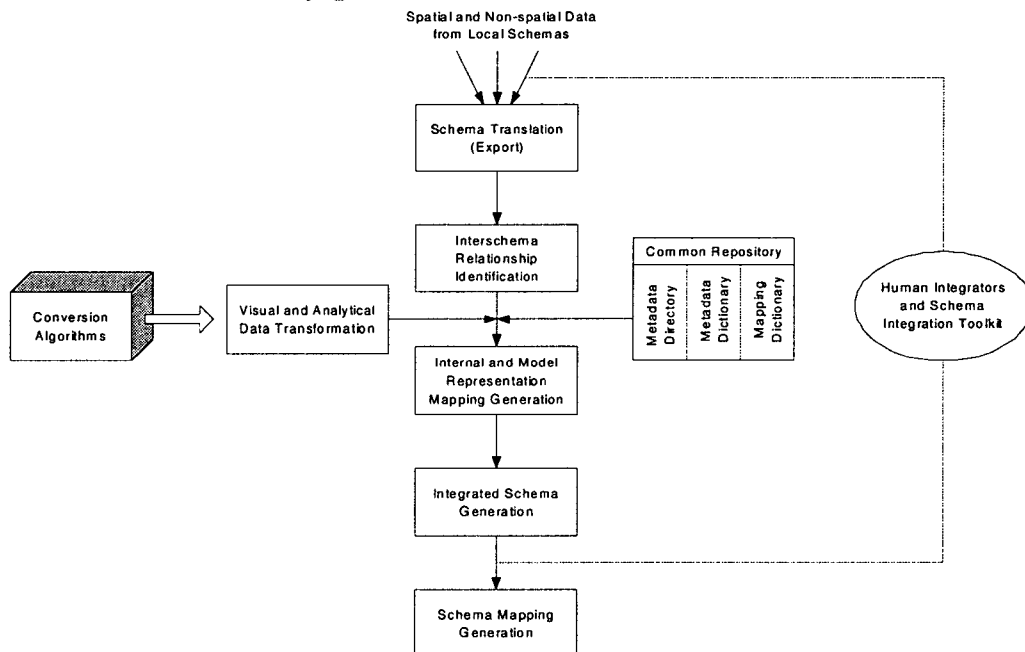 Spatial and Non-spatial Data
from Local Schemas
Schema Translation
(Export)
Interschema
Relationship
Identification
Common Repository
Metadata
Directory
Metadata
Dictionary
Mapping
Dictionary
Human Integrators
and Schema
Integration Toolkit
Conversion
Algorithms
Visual and Analytical
Data Transformation
Internal and Model
Representation
Mapping Generation
Integrated Schema
Generation
Schema Mapping
Generation